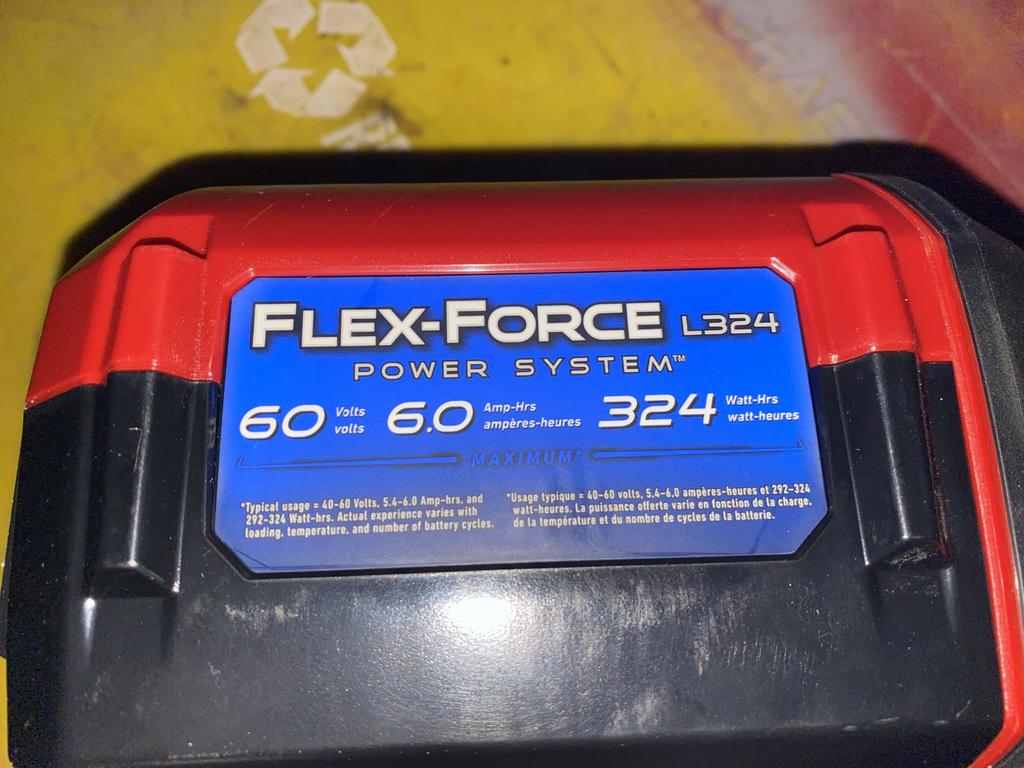 FLEX-FORCE L324
POWER SYSTEM™
60 Volts volts 6.0 Amp-Hrs ampères-heures 324 Watt-Hrs watt-heures
MAXIMUM*
*Typical usage = 40-60 Volts, 5.4-6.0 Amp-hrs, and
292-324 Watt-hrs. Actual experience varies with
loading, temperature, and number of battery cycles.
*Usage typique = 40-60 volts, 5.4-6,0 ampères-heures et 292-324
watt-heures. La puissance offerte varie en fonction de la charge,
de la température et du nombre de cycles de la batterie.